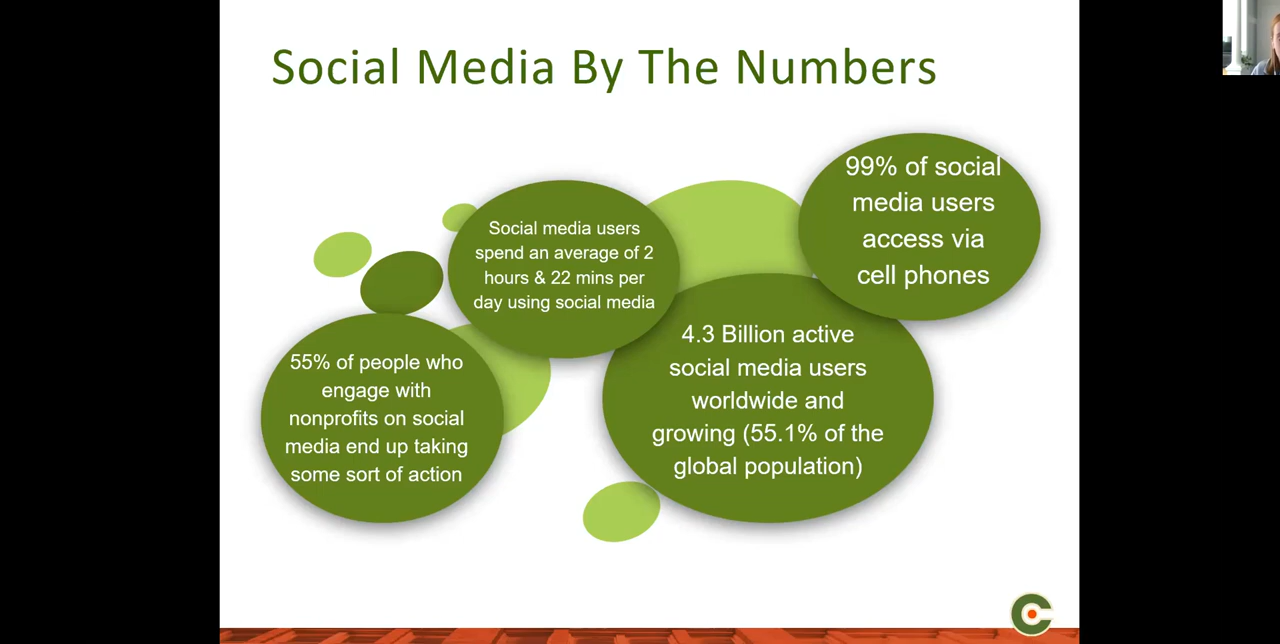 Social Media By The Numbers
99% of social
media users
access via
cell phones
Social media users
spend an average of 2
hours & 22 mins per
day using social media
4.3 Billion active
social media users
worldwide and
growing (55.1% of the
global population)
55% of people who
engage with
nonprofits on social
media end up taking
some sort of action